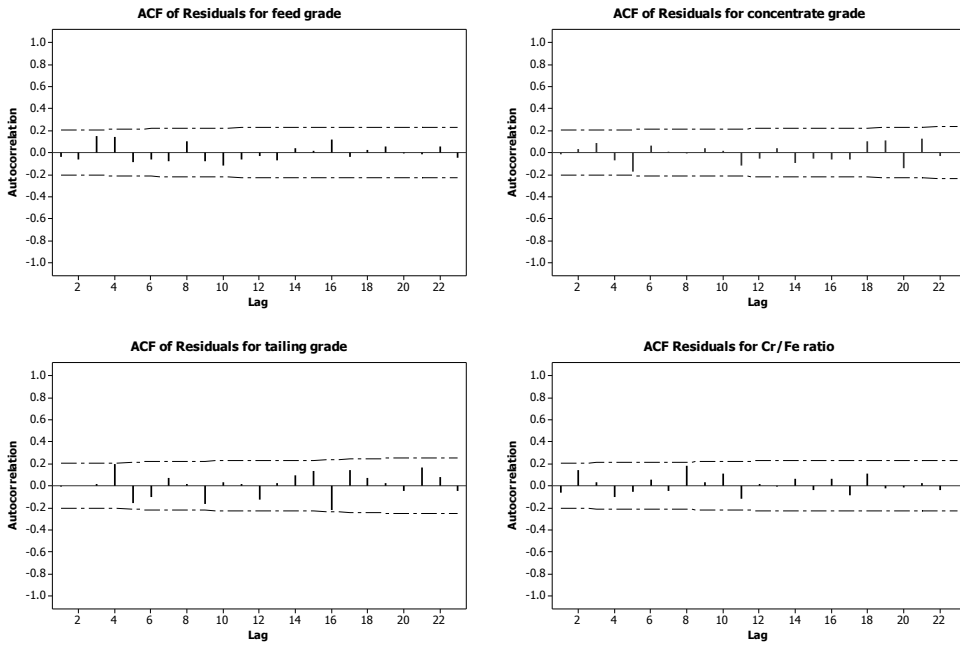 ACF of Residuals for feed grade
1.0
0.8
0.6
0.4
0.2
0.0
-0.2
-0.4
-0.6
-0.8
-1.0
Autocorrelation
2 4 6 8 10 12 14 16 18 20 22
Lag
ACF of Residuals for concentrate grade
1.0
0.8
0.6
0.4
0.2
0.0
-0.2
-0.4
-0.6
-0.8
-1.0
Autocorrelation
2 4 6 8 10 12 14 16 18 20 22
Lag
ACF of Residuals for tailing grade
1.0
0.8
0.6
0.4
0.2
0.0
-0.2
-0.4
-0.6
-0.8
-1.0
Autocorrelation
2 4 6 8 10 12 14 16 18 20 22
Lag
ACF Residuals for Cr/Fe ratio
1.0
0.8
0.6
0.4
0.2
0.0
-0.2
-0.4
-0.6
-0.8
-1.0
Autocorrelation
2 4 6 8 10 12 14 16 18 20 22
Lag